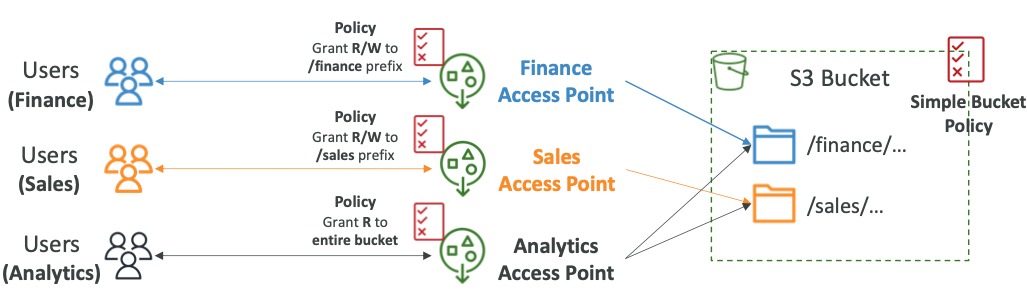 Users
(Finance)
Policy
Grant R/W to
/finance prefix
Finance
Access Point
S3 Bucket
Simple Bucket
Policy
/finance/...
Users
(Sales)
Policy
Grant R/W to
/sales prefix
Sales
Access Point
/sales/...
Users
(Analytics)
Policy
Grant R to
entire bucket
Analytics
Access Point